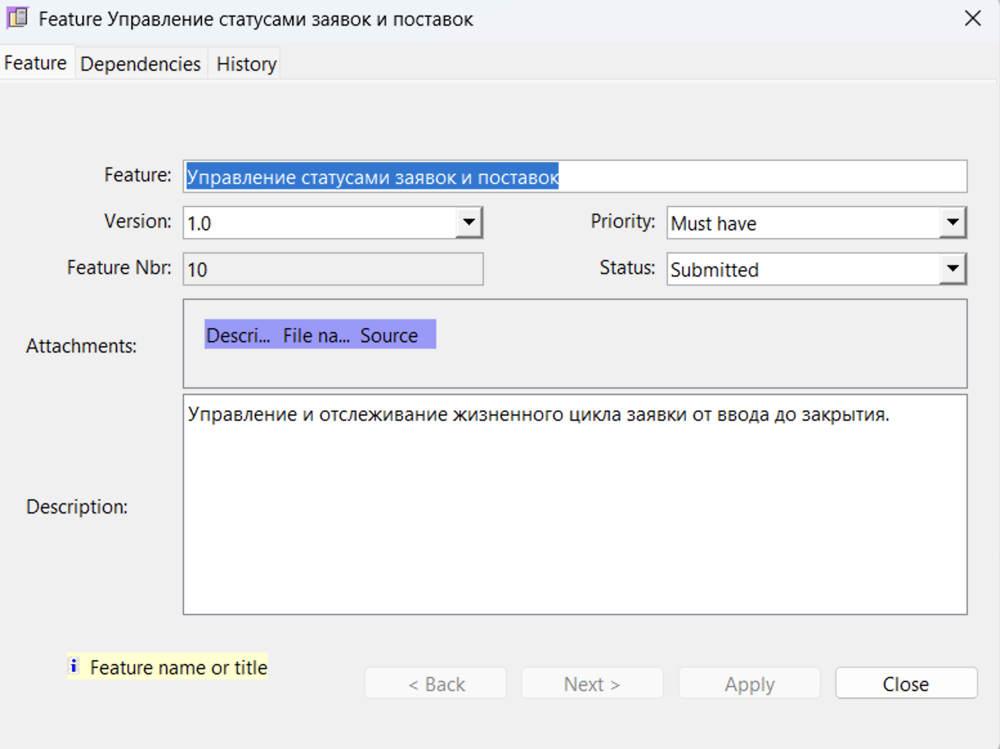 Feature Управление статусами заявок и поставок
Feature Dependencies History
Feature: Управление статусами заявок и поставок
Version: 1.0 Priority: Must have
Feature Nbr: 10 Status: Submitted
Attachments: Descri... File na... Source
Управление и отслеживание жизненного цикла заявки от ввода до закрытия.
Description:
i Feature name or title
< Back Next > Apply Close